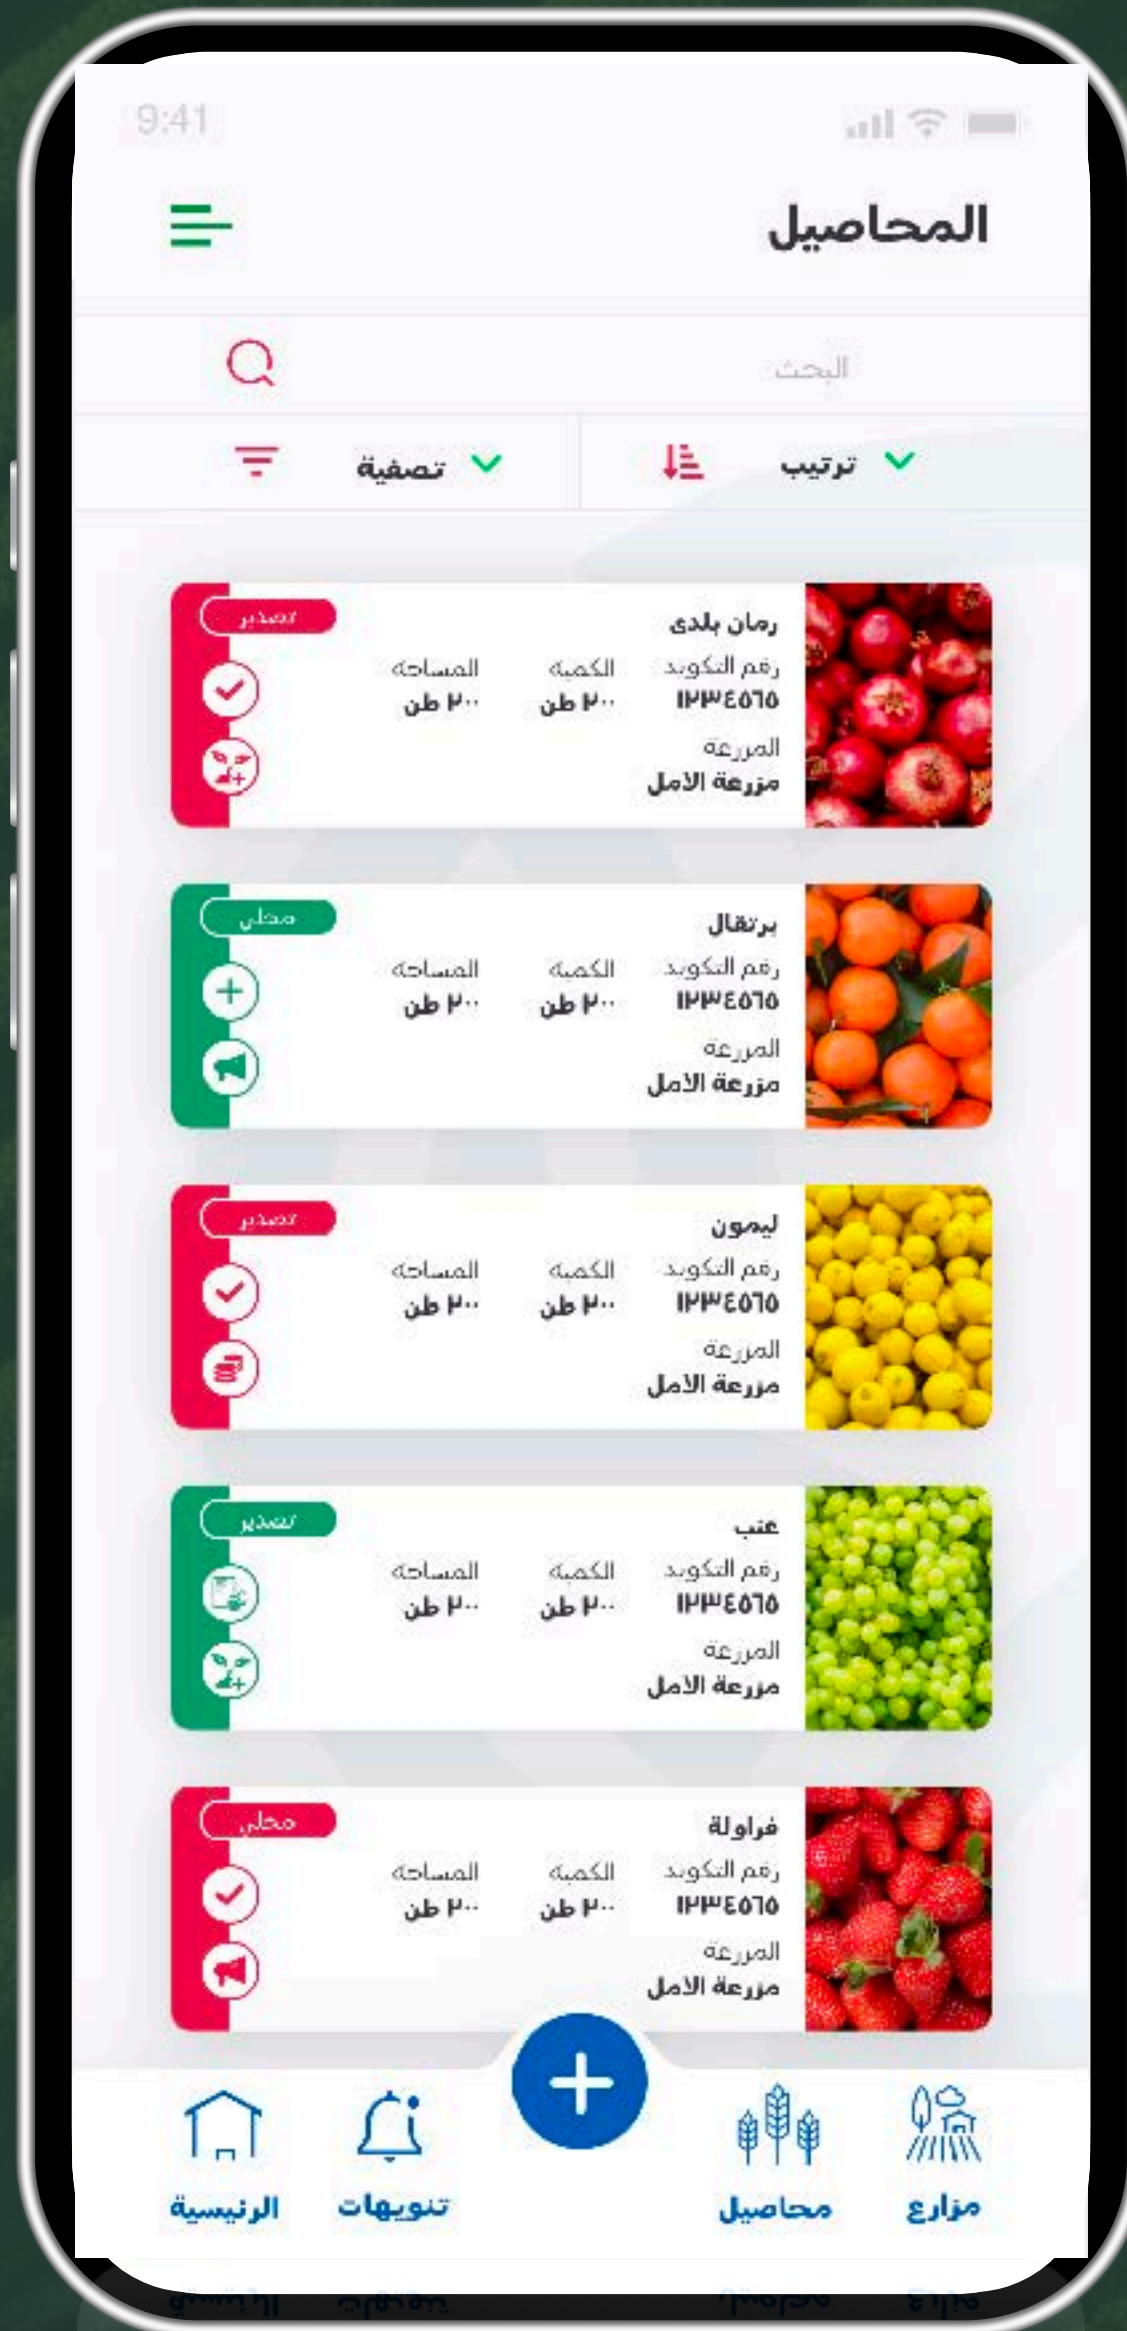 9:41
المحاصيل
البحث
ترتيب
تصفية
رمان بلدى
تصدير
رقم التكويد
الكمية
المساحة
١٢٣٤٥٦٥
٢٠٠ طن
٢٠٠ طن
المزرعة
مزرعة الامل
برتقال
محلي
رقم التكويد
الكمية
المساحة
١٢٣٤٥٦٥
٢٠٠ طن
٢٠٠ طن
المزرعة
مزرعة الامل
ليمون
تصدير
رقم التكويد
الكمية
المساحة
١٢٣٤٥٦٥
٢٠٠ طن
٢٠٠ طن
المزرعة
مزرعة الامل
عنب
تصدير
رقم التكويد
الكمية
المساحة
١٢٣٤٥٦٥
٢٠٠ طن
٢٠٠ طن
المزرعة
مزرعة الامل
فراولة
محلي
رقم التكويد
الكمية
المساحة
١٢٣٤٥٦٥
٢٠٠ طن
٢٠٠ طن
المزرعة
مزرعة الامل
مزارع
محاصيل
تنويهات
الرئيسية